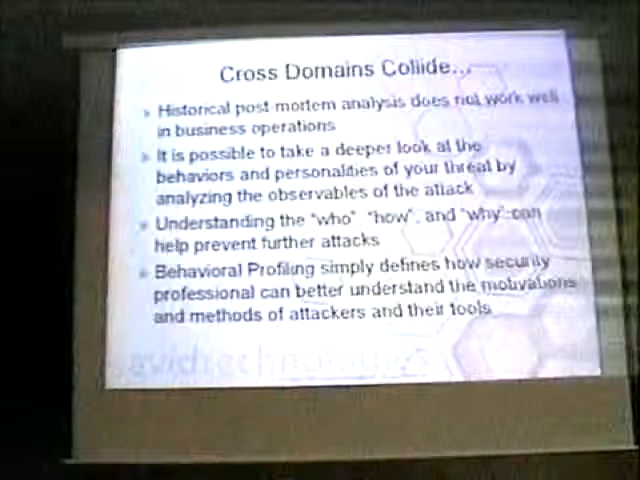 Cross Domains Collide...
» Historical post mortem analysis does not work well
in business operations
» It is possible to take a deeper look at the
behaviors and personalities of your threat by
analyzing the observables of the attack
» Understanding the "who" "how", and "why" can
help prevent further attacks
» Behavioral Profiling simply defines how security
professional can better understand the motivations
and methods of attackers and their tools